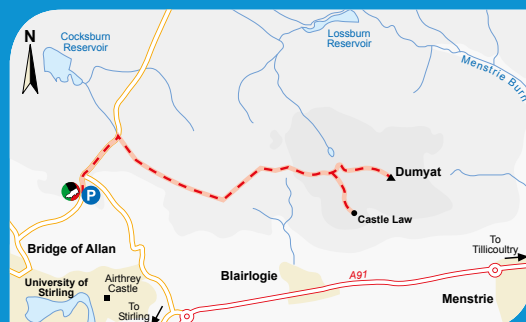 N
Cocksburn
Reservoir
Lossburn
Reservoir
Menstrie Burn
P
Dumyat
Castle Law
Bridge of Allan
To
Tillicoultry
University of
Stirling
Airthrey
Castle
Blairlogie
A91
Menstrie
To
Stirling